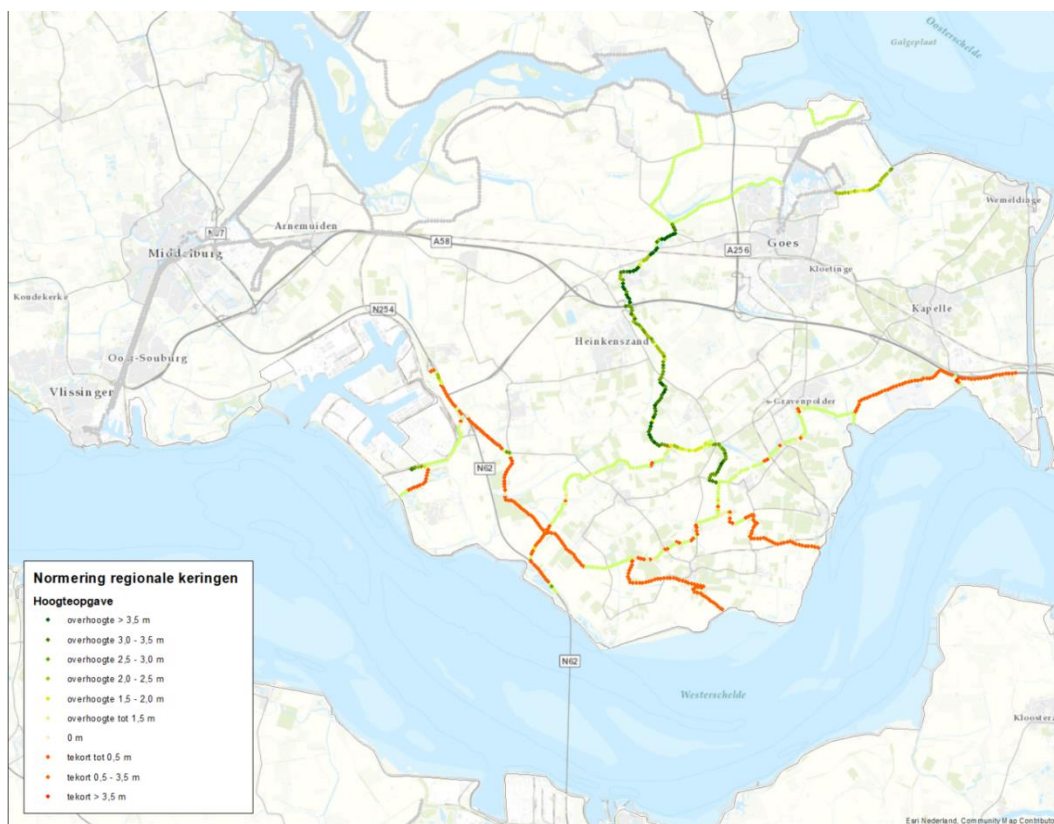 Oosterschelde
Galgeplaat
Wemeldinge
Arnemuiden
Middelburg
A58
Goes
A256
Kloetinge
Koudekerke
N254
Kapelle
Heinkenszand
Oost-Souburg
Vlissingen
Gravenpolder
N62
Normering regionale keringen
Hoogteopgave
overhoogte > 3,5 m
overhoogte 3,0 - 3,5 m
overhoogte 2,5 - 3,0 m
overhoogte 2,0 - 2,5 m
overhoogte 1,5 - 2,0 m
overhoogte tot 1,5 m
0 m
tekort tot 0,5 m
tekort 0,5 - 3,5 m
tekort > 3,5 m
N62
Westerschelde
Esri Nederland, Community Map Contributo